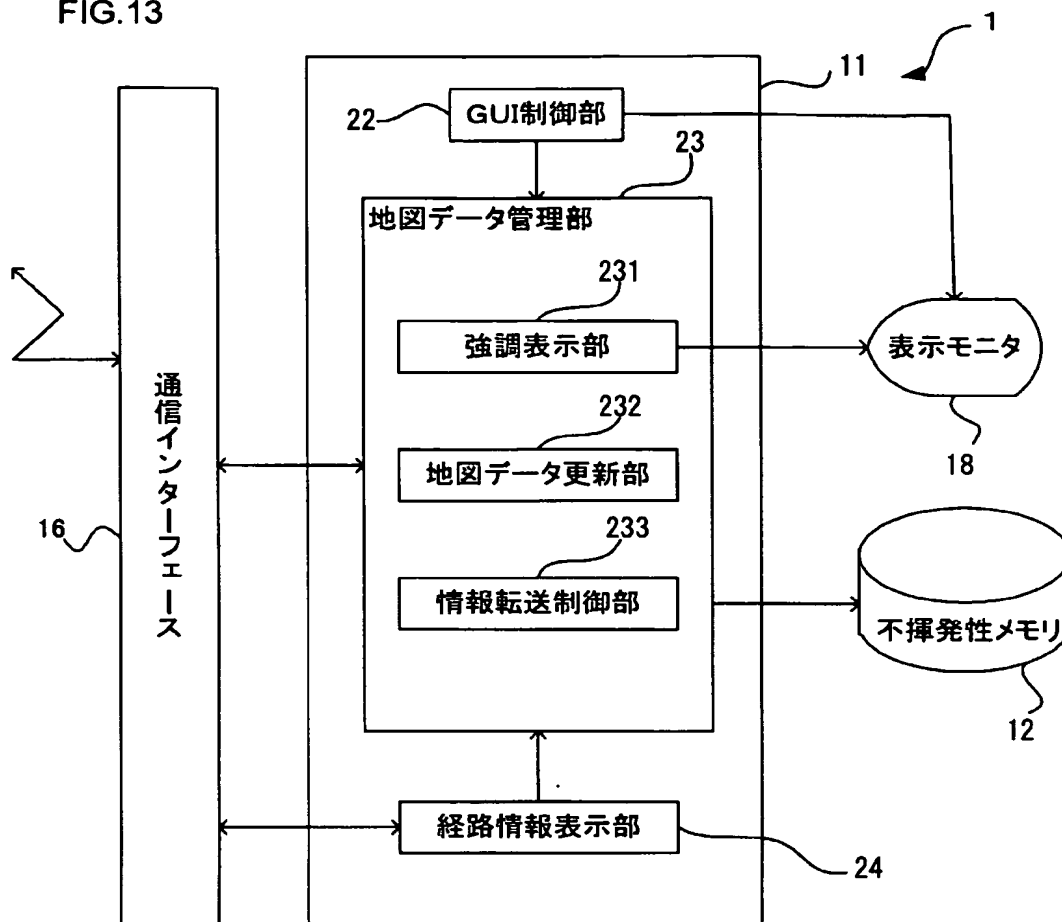 FIG.13
1
11
22
GUI制御部
23
地図データ管理部
231
強調表示部
表示モニタ
18
232
地図データ更新部
通信インターフェース
16
233
情報転送制御部
不揮発性メモリ
12
経路情報表示部
24